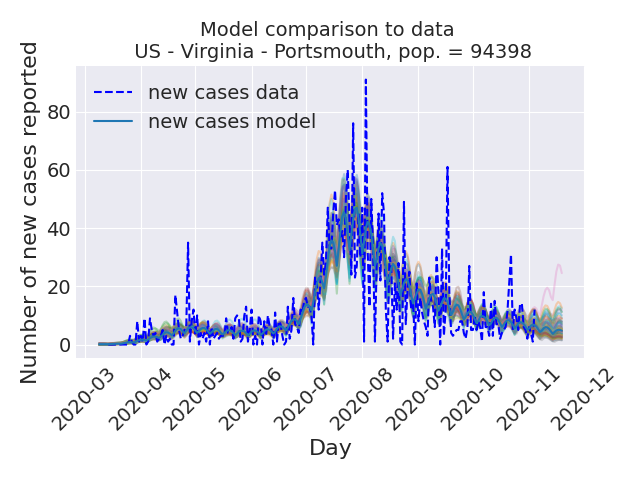 Model comparison to data
US - Virginia - Portsmouth, pop. = 94398
Number of new cases reported
80
60
40
20
0
new cases data
new cases model
2020-03
2020-04
2020-05
2020-06
2020-07
2020-08
2020-09
2020-10
2020-11
2020-12
Day